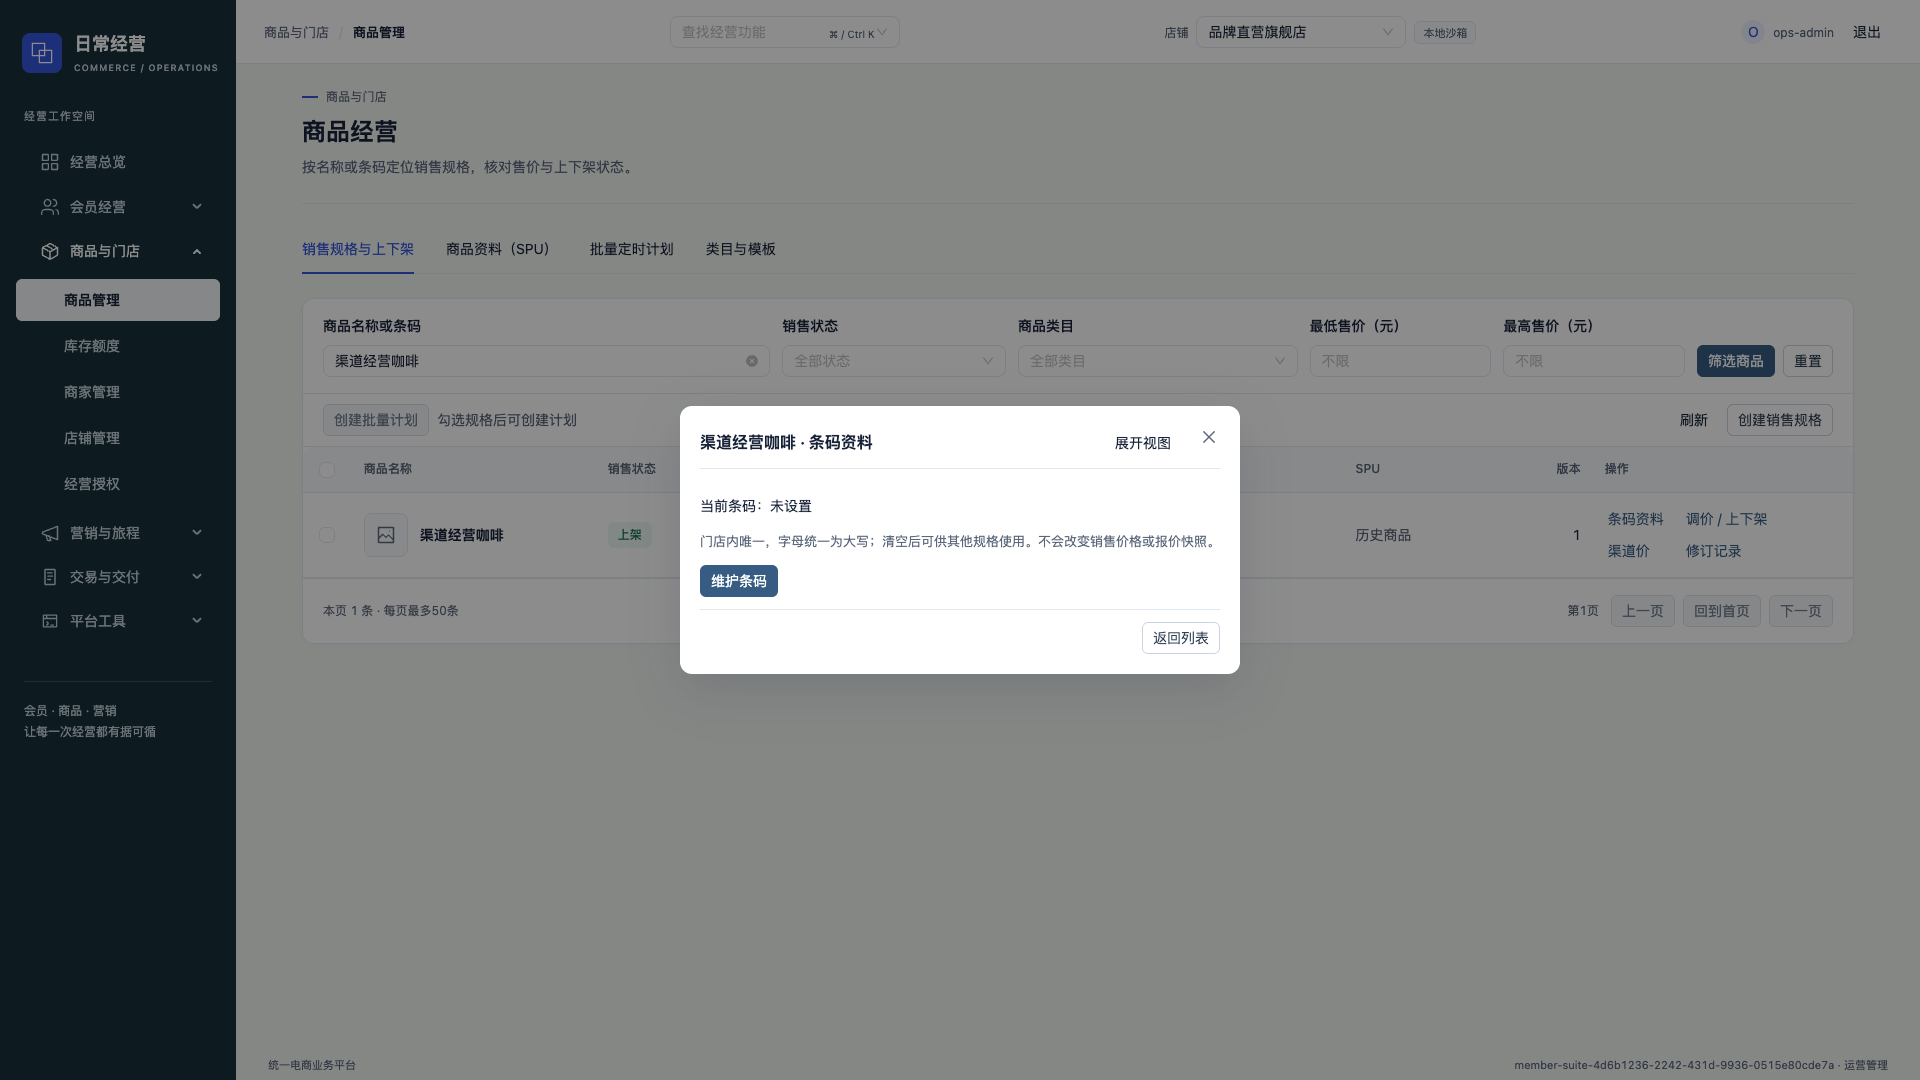 日常经营
COMMERCE / OPERATIONS
经营工作空间
经营总览
会员经营
商品与门店
商品管理
库存额度
商家管理
店铺管理
经营授权
营销与旅程
交易与交付
平台工具
会员 · 商品 · 营销
让每一次经营都有据可循
商品与门店 / 商品管理
查找经营功能 ⌘ / Ctrl K
店铺 品牌直营旗舰店 本地沙箱
O ops-admin 退出
商品与门店
商品经营
按名称或条码定位销售规格，核对售价与上下架状态。
销售规格与上下架 商品资料（SPU） 批量定时计划 类目与模板
商品名称或条码 销售状态 商品类目 最低售价（元） 最高售价（元）
渠道经营咖啡 全部状态 全部类目 不限 不限 筛选商品 重置
创建批量计划 勾选规格后可创建计划 刷新 创建销售规格
商品名称 销售状态 SPU 版本 操作
渠道经营咖啡 上架 历史商品 1 条码资料 调价 / 上下架
渠道价 修订记录
本页 1 条 · 每页最多50条 第1页 上一页 回到首页 下一页
渠道经营咖啡 · 条码资料 展开视图
当前条码：未设置
门店内唯一，字母统一为大写；清空后可供其他规格使用。不会改变销售价格或报价快照。
维护条码
返回列表
统一电商业务平台 member-suite-4d6b1236-2242-431d-9936-0515e80cde7a · 运营管理